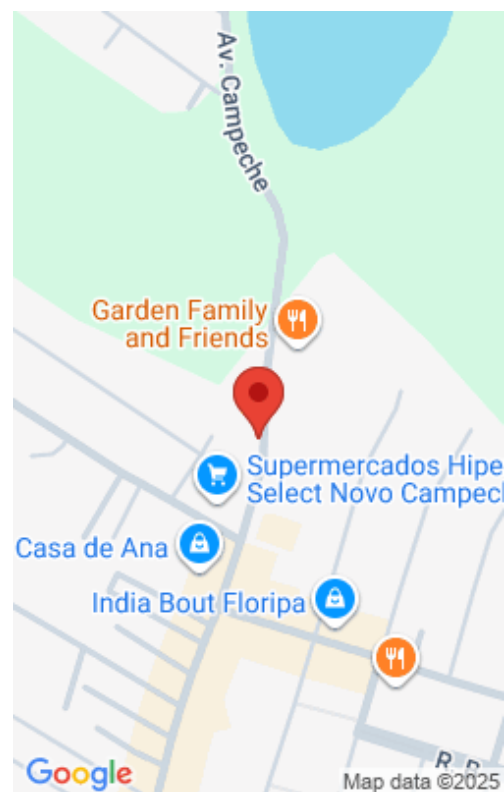 Av. Campeche
Garden Family
and Friends
Supermercados Hipe
Select Novo Campech
Casa de Ana
India Bout Floripa
R. R
Google
Map data ©2025